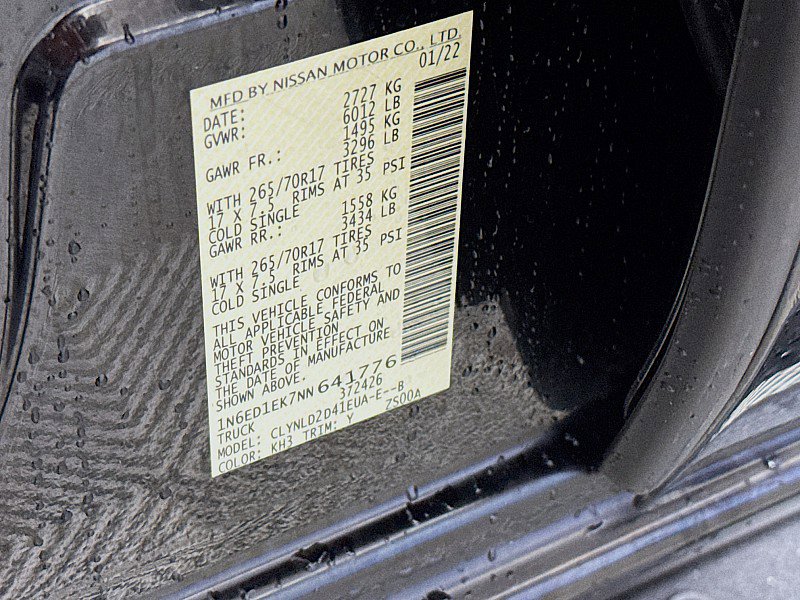 MFD BY NISSAN MOTOR CO., LTD.
DATE: 01/22
GVWR: 2727 KG
6012 LB
GAWR FR.: 1495 KG
3296 LB
WITH 265/70R17 TIRES
17 X 7.5 RIMS AT 35 PSI
COLD SINGLE
GAWR RR.: 1558 KG
3434 LB
WITH 265/70R17 TIRES
17 X 7.5 RIMS AT 35 PSI
COLD SINGLE
THIS VEHICLE CONFORMS TO
ALL APPLICABLE FEDERAL
MOTOR VEHICLE SAFETY AND
THEFT PREVENTION
STANDARDS IN EFFECT ON
THE DATE OF MANUFACTURE
SHOWN ABOVE.
1N6ED1EK7NN641776
TRUCK 372426
MODEL: CLYNLD2D41EUA-E--B
COLOR: KH3 TRIM: Y 7S00A